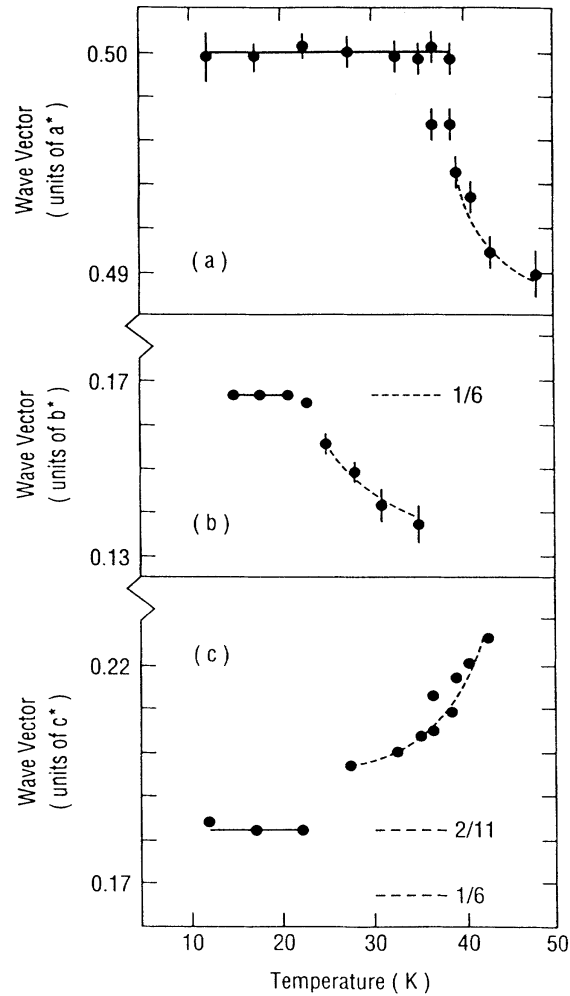 0.50
Wave Vector
( units of a* )
( a )
0.49
0.17
1/6
Wave Vector
( units of b* )
( b )
0.13
( c )
0.22
Wave Vector
( units of c* )
2/11
0.17
1/6
10 20 30 40 50
Temperature ( K )